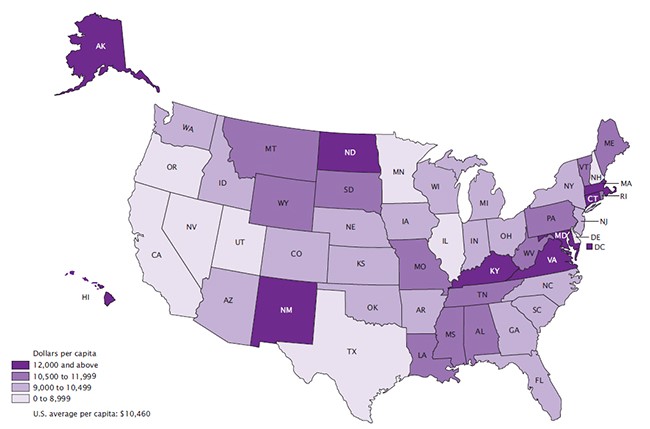 AK
WA
MT
ND
MN
ME
VT
NH
MA
RI
CT
NY
OR
ID
SD
WI
MI
WY
PA
NJ
IA
NE
NV
UT
IL
IN
OH
MD
DE
DC
CA
CO
KS
MO
WV
VA
KY
HI
AZ
NM
OK
AR
TN
NC
SC
MS
AL
GA
TX
LA
FL
Dollars per capita
12,000 and above
10,500 to 11,999
9,000 to 10,499
0 to 8,999
U.S. average per capita: $10,460